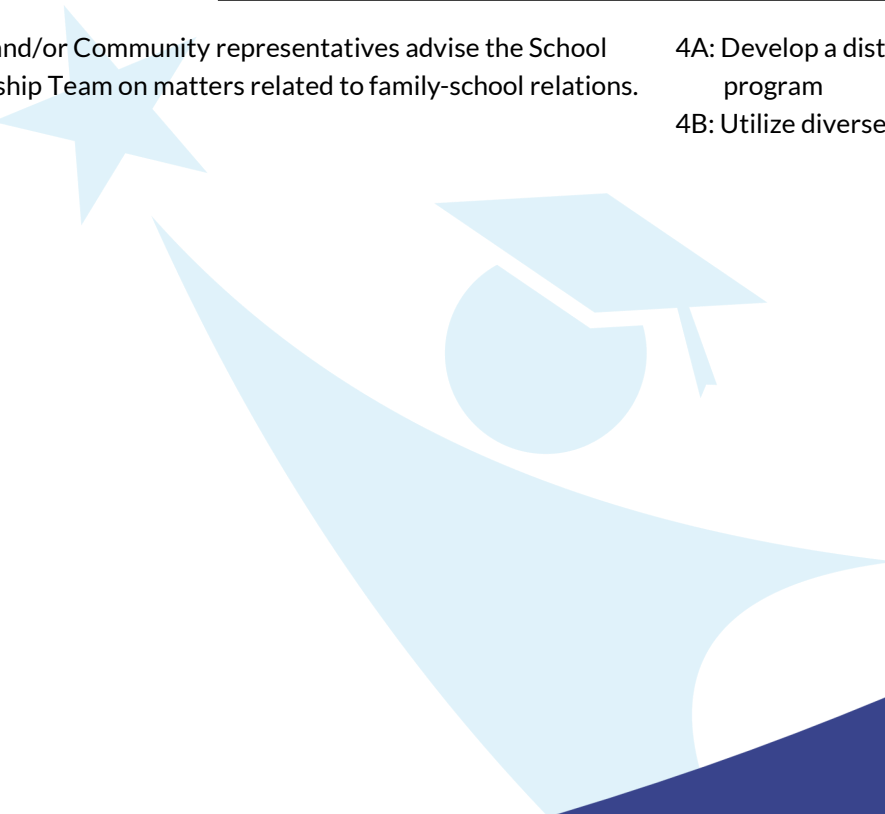 and/or Community representatives advise the School
ship Team on matters related to family-school relations.
4A: Develop a dist
program
4B: Utilize diverse